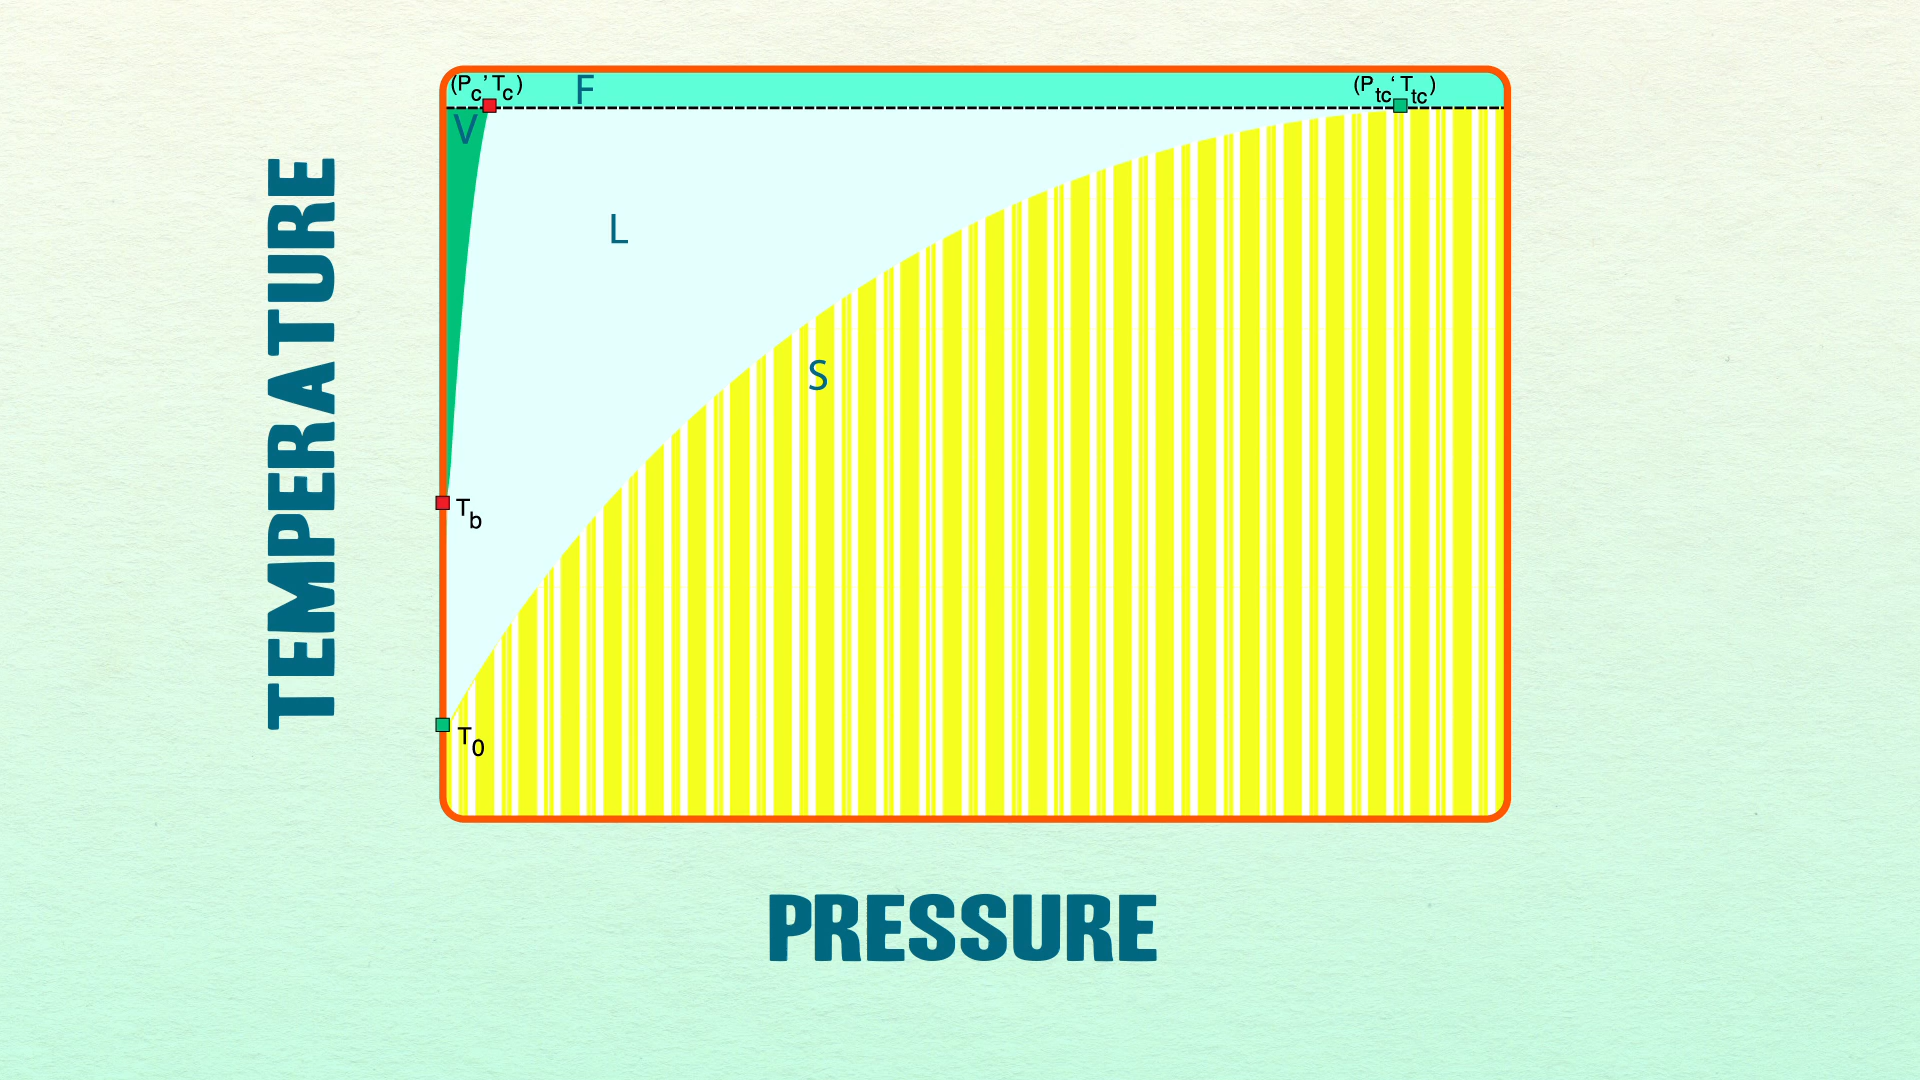 (Pc’Tc)
F
(Ptc‘Ttc)
V
L
S
Tb
T0
TEMPERATURE
PRESSURE